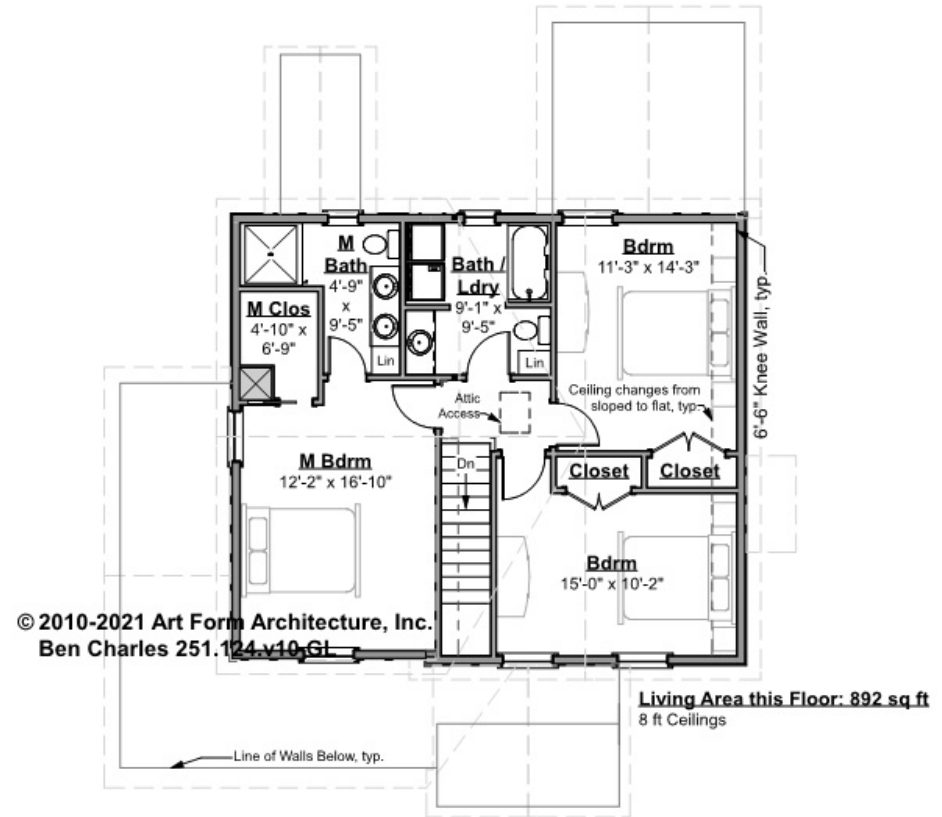 M
Bath
4'-9"
x
9'-5"
Bath /
Ldry
9'-1" x
9'-5"
Bdrm
11'-3" x 14'-3"
M Clos
4'-10" x
6'-9"
Lin
Lin
6'-6" Knee Wall, typ.
Attic
Access
Ceiling changes from
sloped to flat, typ.
M Bdrm
12'-2" x 16'-10"
Dn
Closet
Closet
Bdrm
15'-0" x 10'-2"
© 2010-2021 Art Form Architecture, Inc.
Ben Charles 251.124.v10 GL
Living Area this Floor: 892 sq ft
8 ft Ceilings
Line of Walls Below, typ.